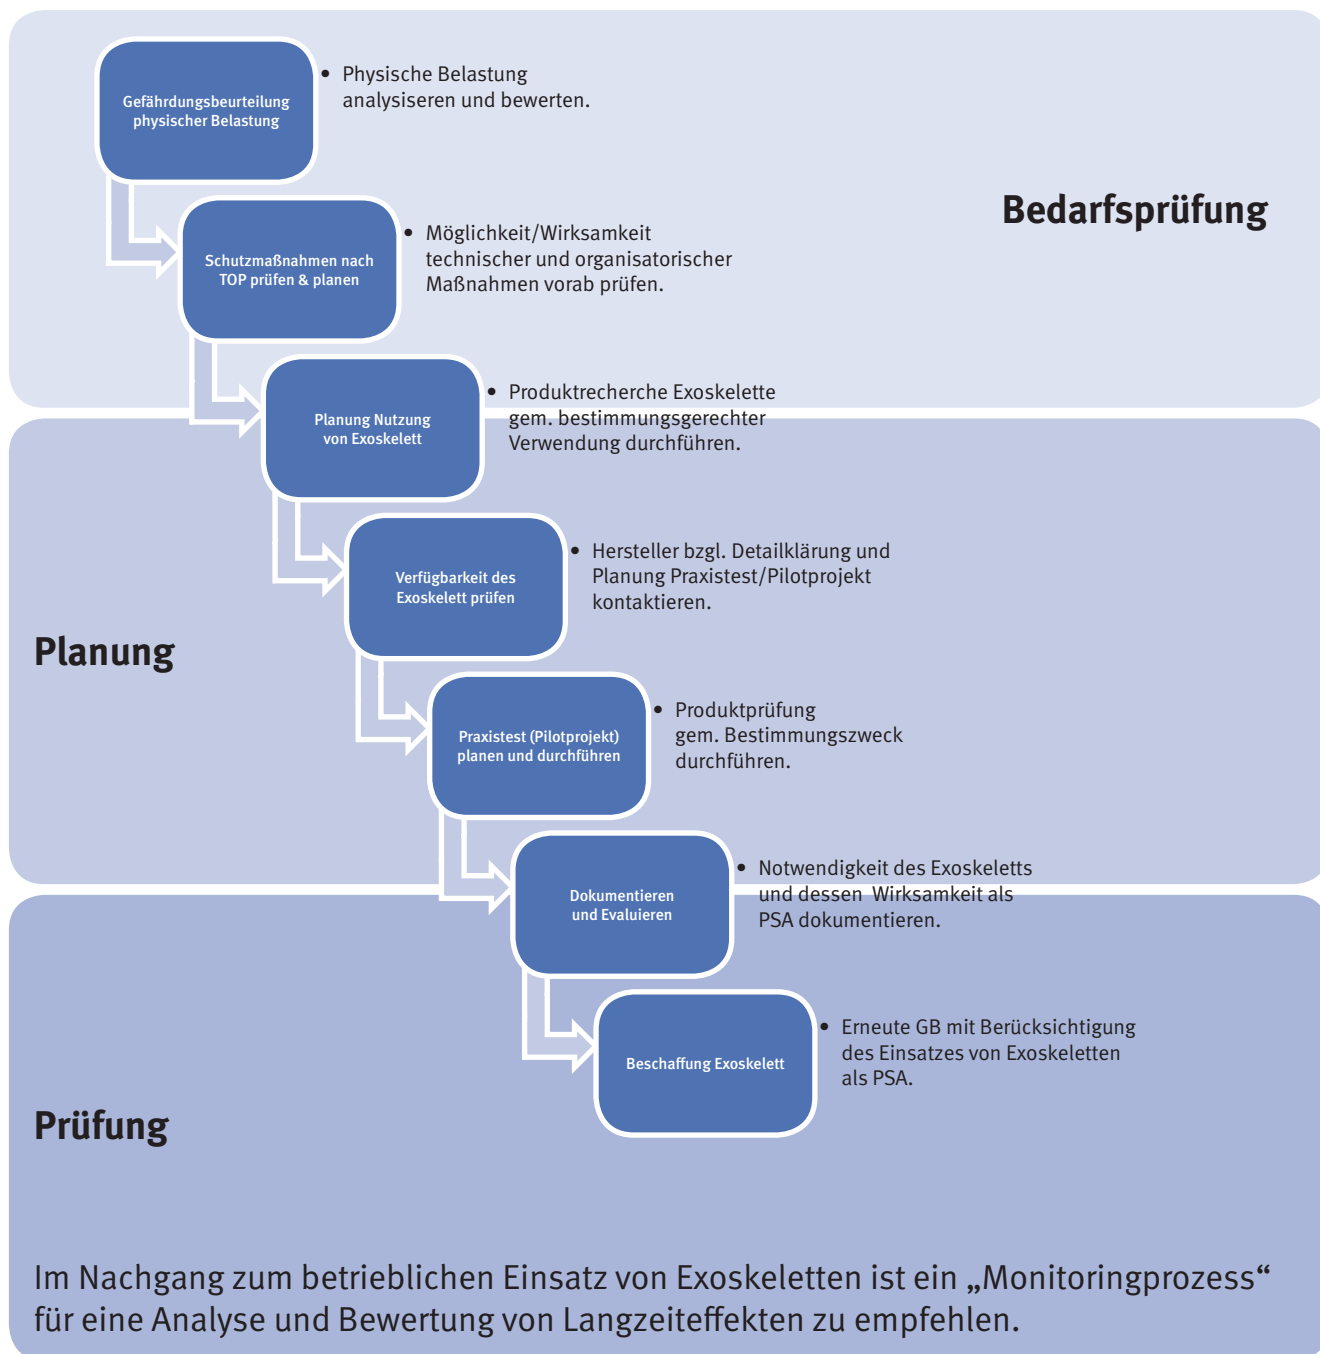 Gefährdungsbeurteilung
physischer Belastung
• Physische Belastung
analysiseren und bewerten.
Bedarfsprüfung
Schutzmaßnahmen nach
TOP prüfen & planen
• Möglichkeit/Wirksamkeit
technischer und organisatorischer
Maßnahmen vorab prüfen.
Planung Nutzung
von Exoskelett
• Produktrecherche Exoskelette
gem. bestimmungsgerechter
Verwendung durchführen.
Planung
Verfügbarkeit des
Exoskelett prüfen
• Hersteller bzgl. Detailklärung und
Planung Praxistest/Pilotprojekt
kontaktieren.
Praxistest (Pilotprojekt)
planen und durchführen
• Produktprüfung
gem. Bestimmungszweck
durchführen.
Dokumentieren
und Evaluieren
• Notwendigkeit des Exoskeletts
und dessen Wirksamkeit als
PSA dokumentieren.
Prüfung
Beschaffung Exoskelett
• Erneute GB mit Berücksichtigung
des Einsatzes von Exoskeletten
als PSA.
Im Nachgang zum betrieblichen Einsatz von Exoskeletten ist ein „Monitoringprozess“
für eine Analyse und Bewertung von Langzeiteffekten zu empfehlen.